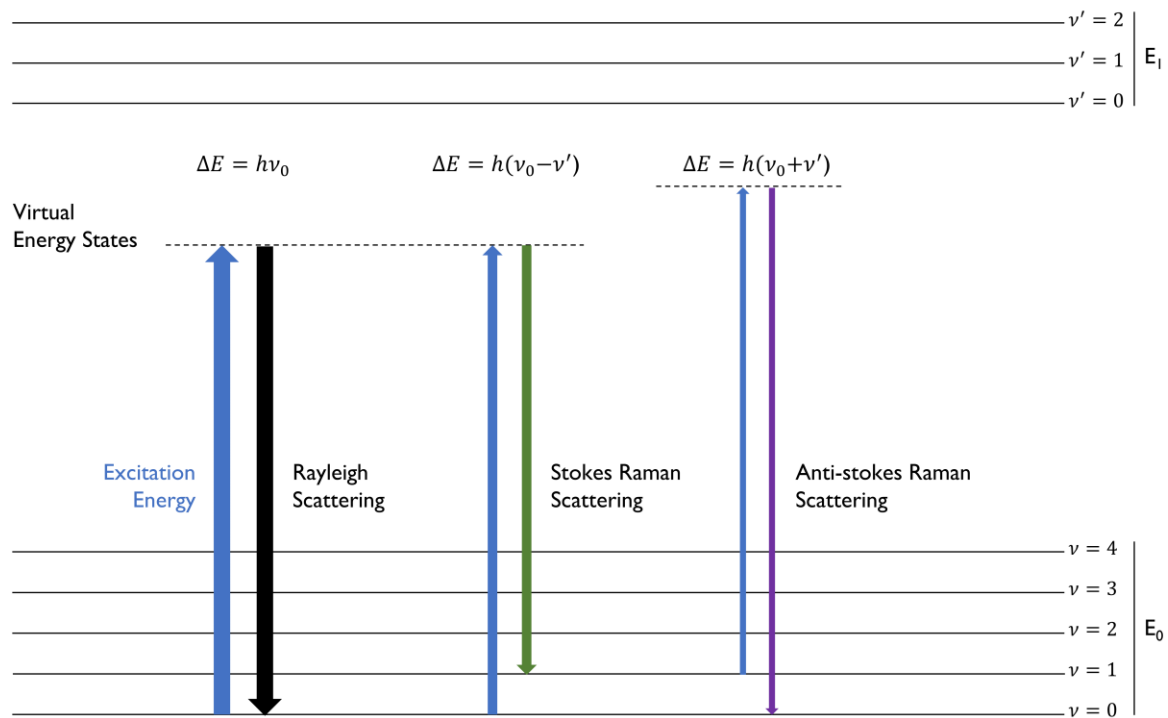 ν′ = 2
ν′ = 1
E₁
ν′ = 0
ΔE = hν₀
ΔE = h(ν₀−ν′)
ΔE = h(ν₀+ν′)
Virtual
Energy States
Excitation
Energy
Rayleigh
Scattering
Stokes Raman
Scattering
Anti-stokes Raman
Scattering
ν = 4
ν = 3
ν = 2
E₀
ν = 1
ν = 0